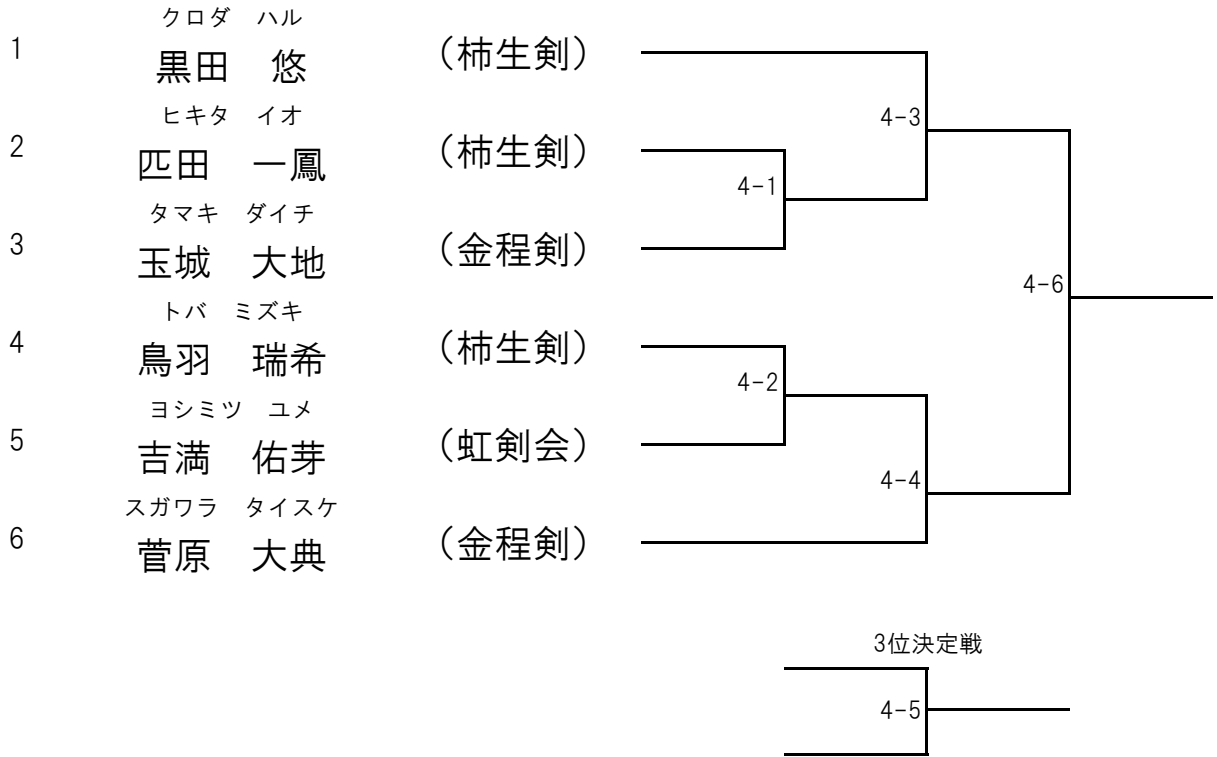 クロダ　ハル
1 黒田　悠 （柿生剣）
4-3
ヒキタ　イオ
2 匹田　一鳳 （柿生剣）
4-1
タマキ　ダイチ
3 玉城　大地 （金程剣）
4-6
トバ　ミズキ
4 鳥羽　瑞希 （柿生剣）
4-2
ヨシミツ　ユメ
5 吉満　佑芽 （虹剣会）
4-4
スガワラ　タイスケ
6 菅原　大典 （金程剣）
3位決定戦
4-5